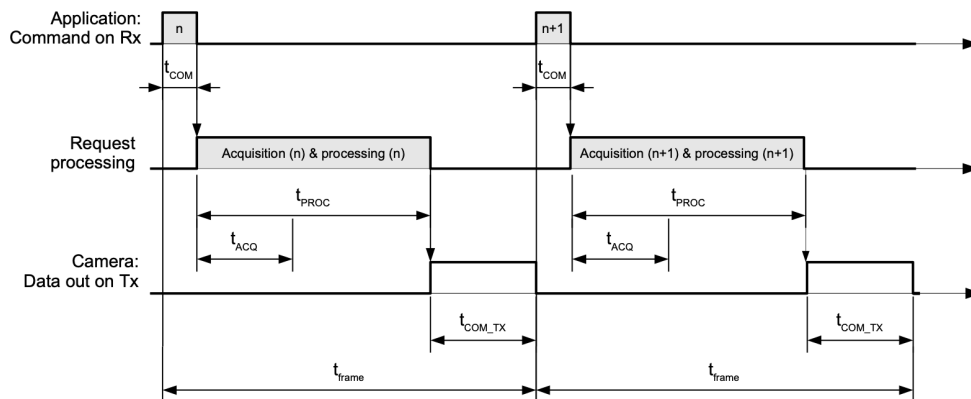 Application:
Command on Rx
n
n+1
tCOM
tCOM
Request
processing
Acquisition (n) & processing (n)
Acquisition (n+1) & processing (n+1)
tPROC
tPROC
tACQ
tACQ
Camera:
Data out on Tx
tCOM_TX
tCOM_TX
tframe
tframe